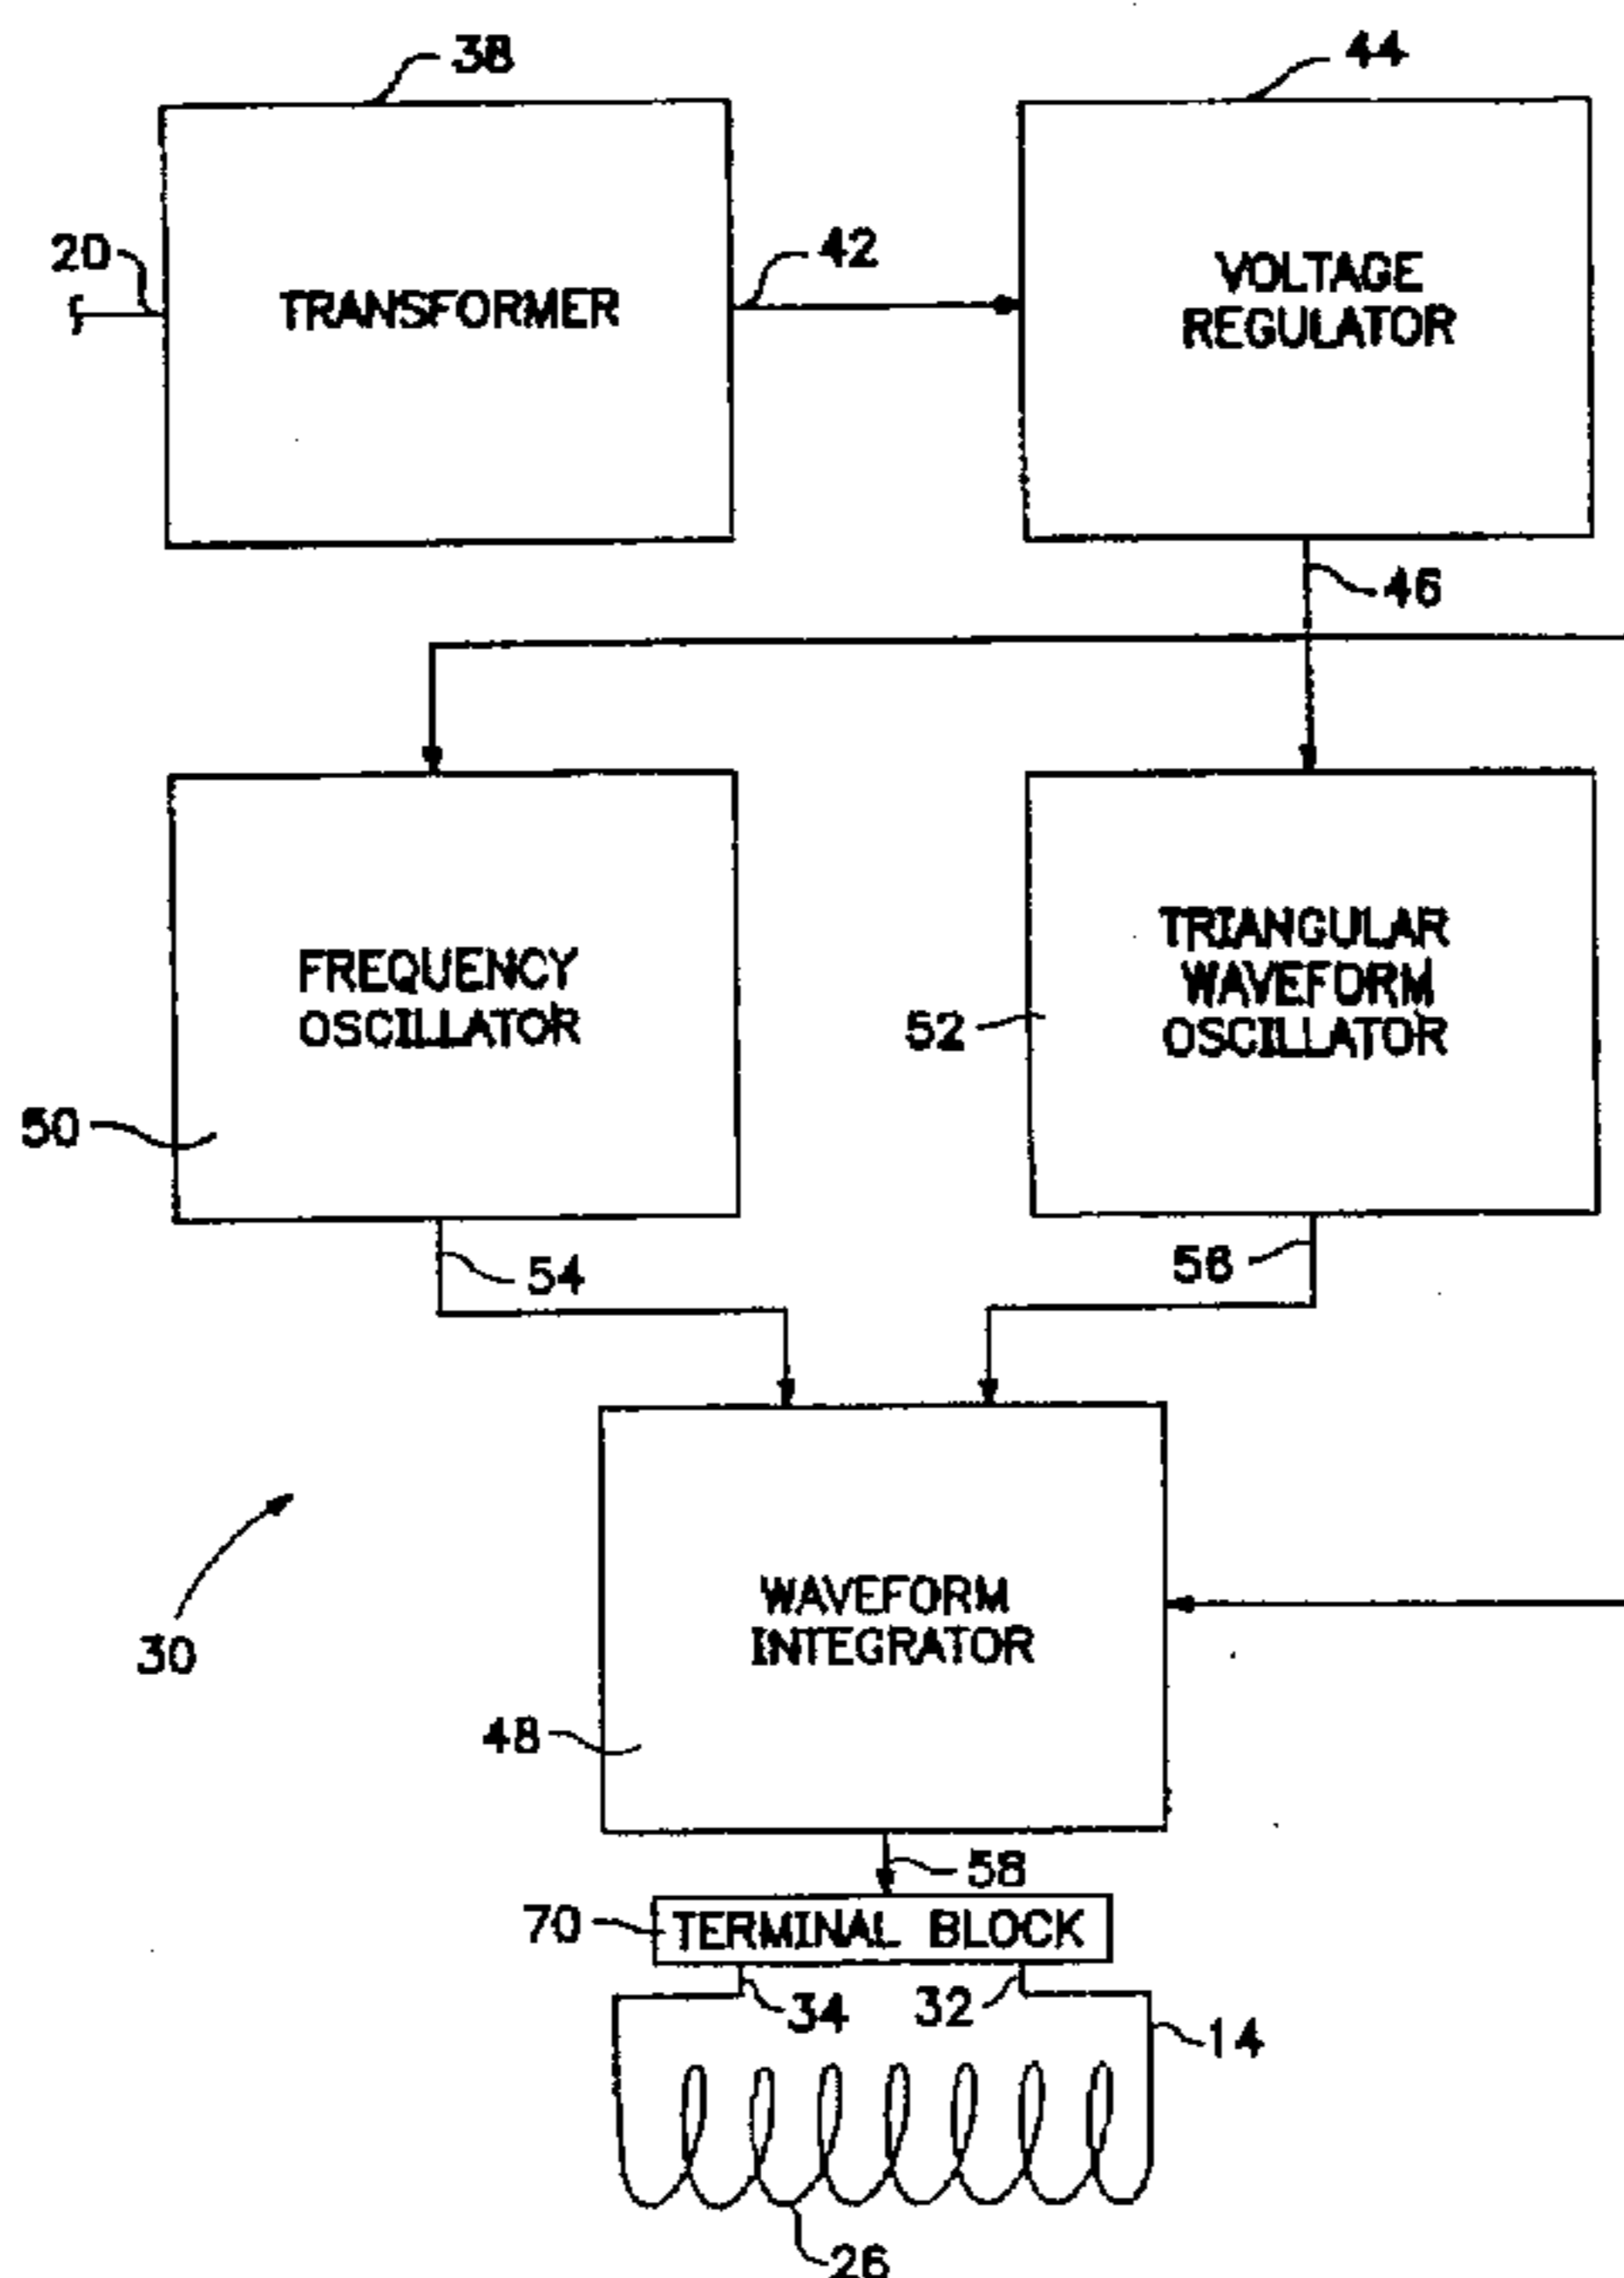 38
44
20
42
TRANSFORMER
VOLTAGE
REGULATOR
46
FREQUENCY
OSCILLATOR
50
TRIANGULAR
WAVEFORM
OSCILLATOR
52
54
56
WAVEFORM
INTEGRATOR
30
48
58
70
TERMINAL BLOCK
34
32
14
26